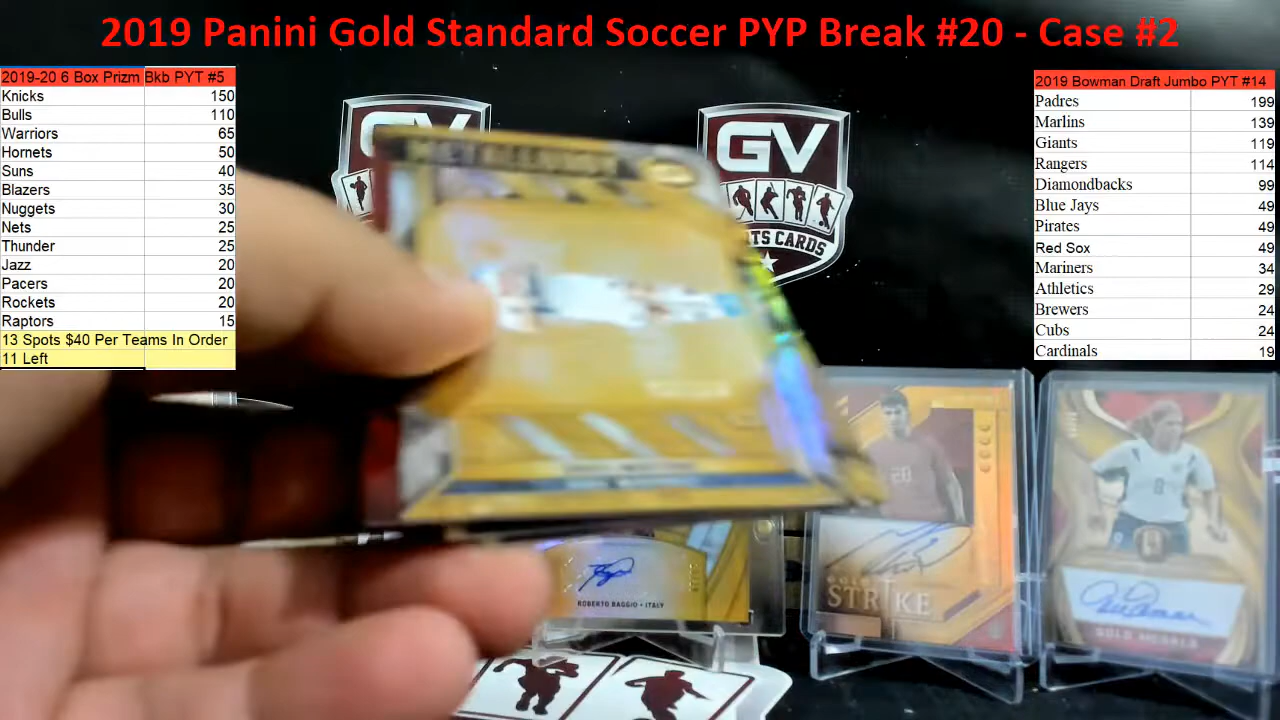 2019 Panini Gold Standard Soccer PYP Break #20 - Case #2
2019-20 6 Box Prizm Bkb PYT #5
Knicks 150
Bulls 110
Warriors 65
Hornets 50
Suns 40
Blazers 35
Nuggets 30
Nets 25
Thunder 25
Jazz 20
Pacers 20
Rockets 20
Raptors 15
13 Spots $40 Per Teams In Order
11 Left
2019 Bowman Draft Jumbo PYT #14
Padres 199
Marlins 139
Giants 119
Rangers 114
Diamondbacks 99
Blue Jays 49
Pirates 49
Red Sox 49
Mariners 34
Athletics 29
Brewers 24
Cubs 24
Cardinals 19
GV
GV
TS CARDS
ROBERTO BAGGIO • ITALY
20
GOLD
STRIKE